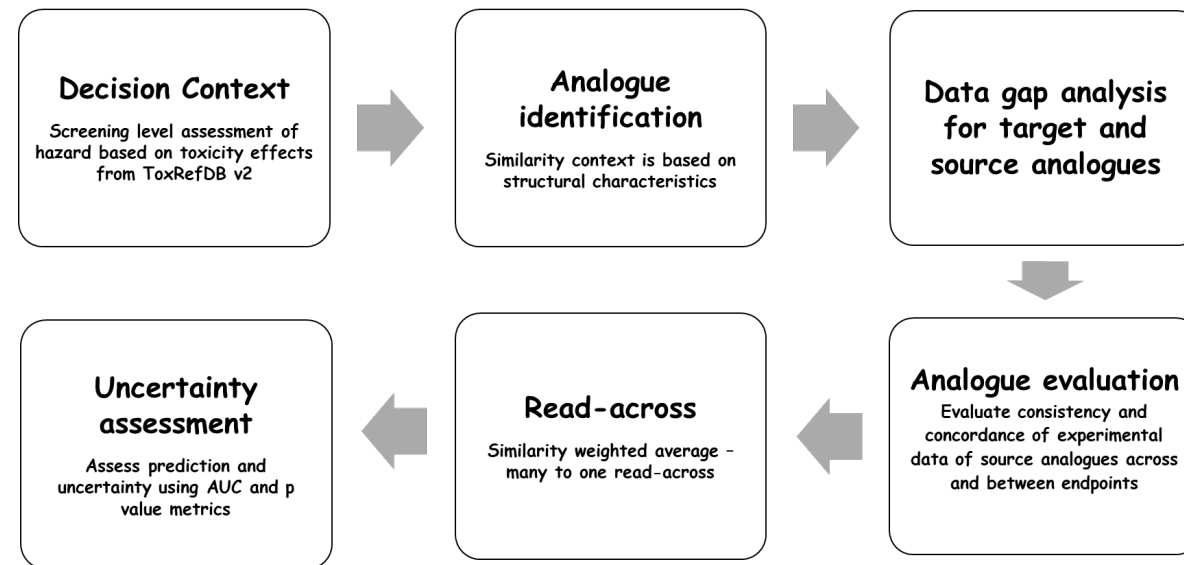 Decision Context
Screening level assessment of
hazard based on toxicity effects
from ToxRefDB v2
Analogue
identification
Similarity context is based on
structural characteristics
Data gap analysis
for target and
source analogues
Analogue evaluation
Evaluate consistency and
concordance of experimental
data of source analogues across
and between endpoints
Read-across
Similarity weighted average –
many to one read-across
Uncertainty
assessment
Assess prediction and
uncertainty using AUC and p
value metrics